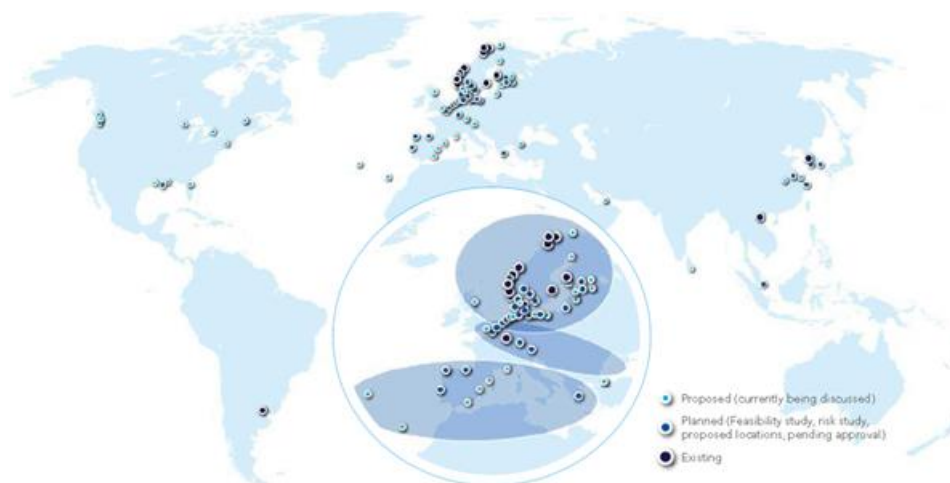 Proposed (currently being discussed)
Planned (Feasibility study, risk study,
proposed locations, pending approval)
Existing